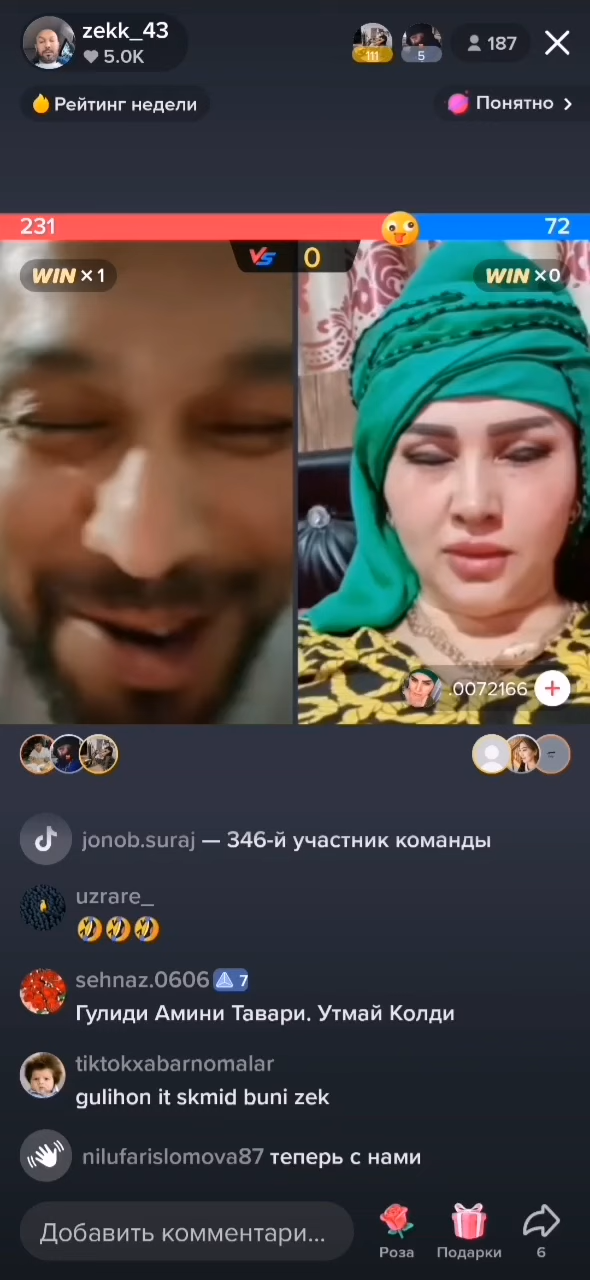 zekk_43
5.0K
111
5
187
Рейтинг недели
Понятно
231
72
WIN ×1
VS
0
WIN ×0
.0072166
jonob.suraj — 346-й участник команды
uzrare_
sehnaz.0606 7
Гулиди Амини Тавари. Утмай Колди
tiktokxabarnomalar
gulihon it skmid buni zek
nilufarislomova87 теперь с нами
Добавить комментари...
Роза
Подарки
6